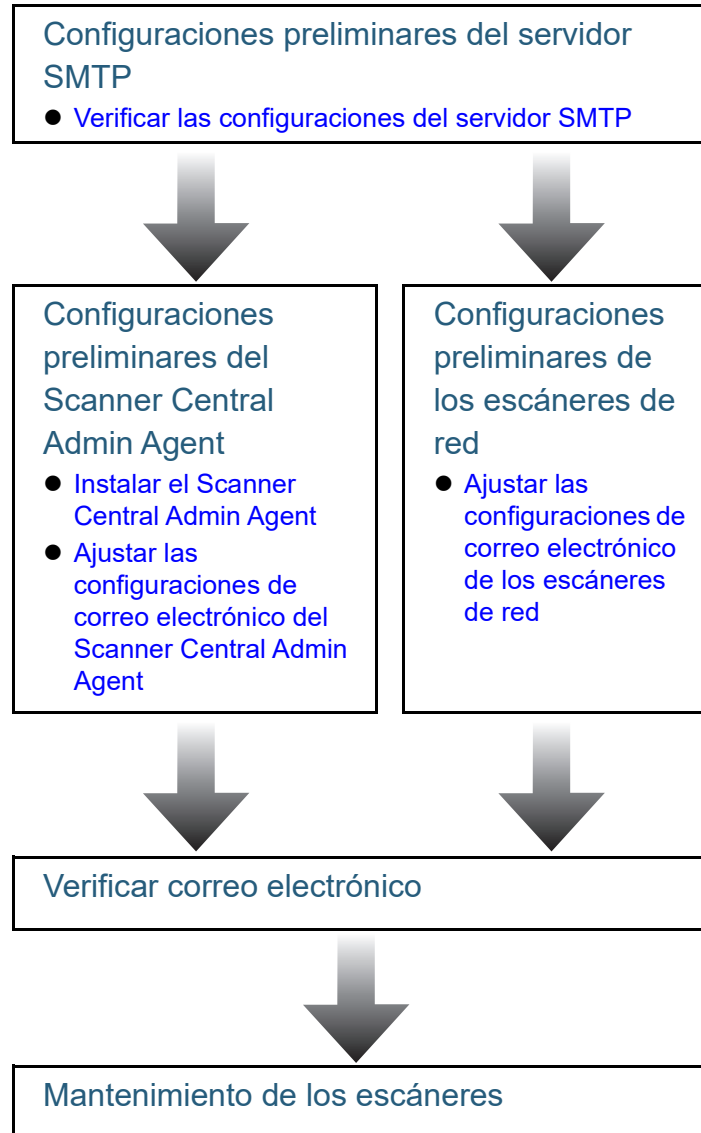 Configuraciones preliminares del servidor
SMTP
● Verificar las configuraciones del servidor SMTP
Configuraciones
preliminares del
Scanner Central
Admin Agent
● Instalar el Scanner
Central Admin Agent
● Ajustar las
configuraciones de
correo electrónico del
Scanner Central Admin
Agent
Configuraciones
preliminares de
los escáneres de
red
● Ajustar las
configuraciones de
correo electrónico
de los escáneres
de red
Verificar correo electrónico
Mantenimiento de los escáneres